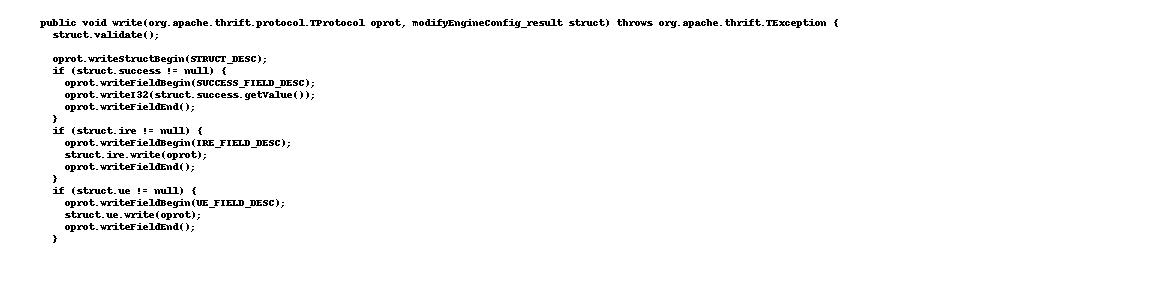 public void write(org.apache.thrift.protocol.TProtocol oprot, modifyEngineConfig_result struct) throws org.apache.thrift.TException {
struct.validate();
oprot.writeStructBegin(STRUCT_DESC);
if (struct.success != null) {
oprot.writeFieldBegin(SUCCESS_FIELD_DESC);
oprot.writeI32(struct.success.getValue());
oprot.writeFieldEnd();
}
if (struct.ire != null) {
oprot.writeFieldBegin(IRE_FIELD_DESC);
struct.ire.write(oprot);
oprot.writeFieldEnd();
}
if (struct.ue != null) {
oprot.writeFieldBegin(UE_FIELD_DESC);
struct.ue.write(oprot);
oprot.writeFieldEnd();
}